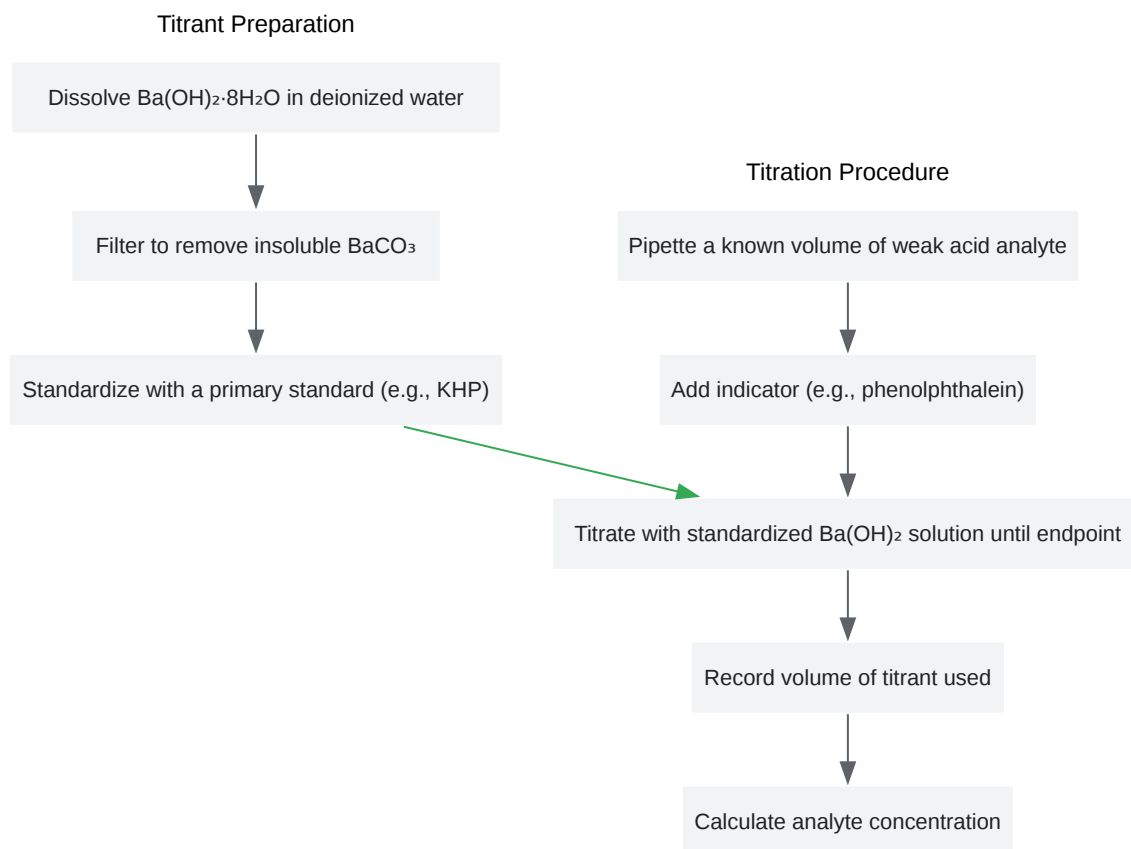 Titrant Preparation
Dissolve Ba(OH)₂·8H₂O in deionized water
Filter to remove insoluble BaCO₃
Standardize with a primary standard (e.g., KHP)
Titration Procedure
Pipette a known volume of weak acid analyte
Add indicator (e.g., phenolphthalein)
Titrate with standardized Ba(OH)₂ solution until endpoint
Record volume of titrant used
Calculate analyte concentration